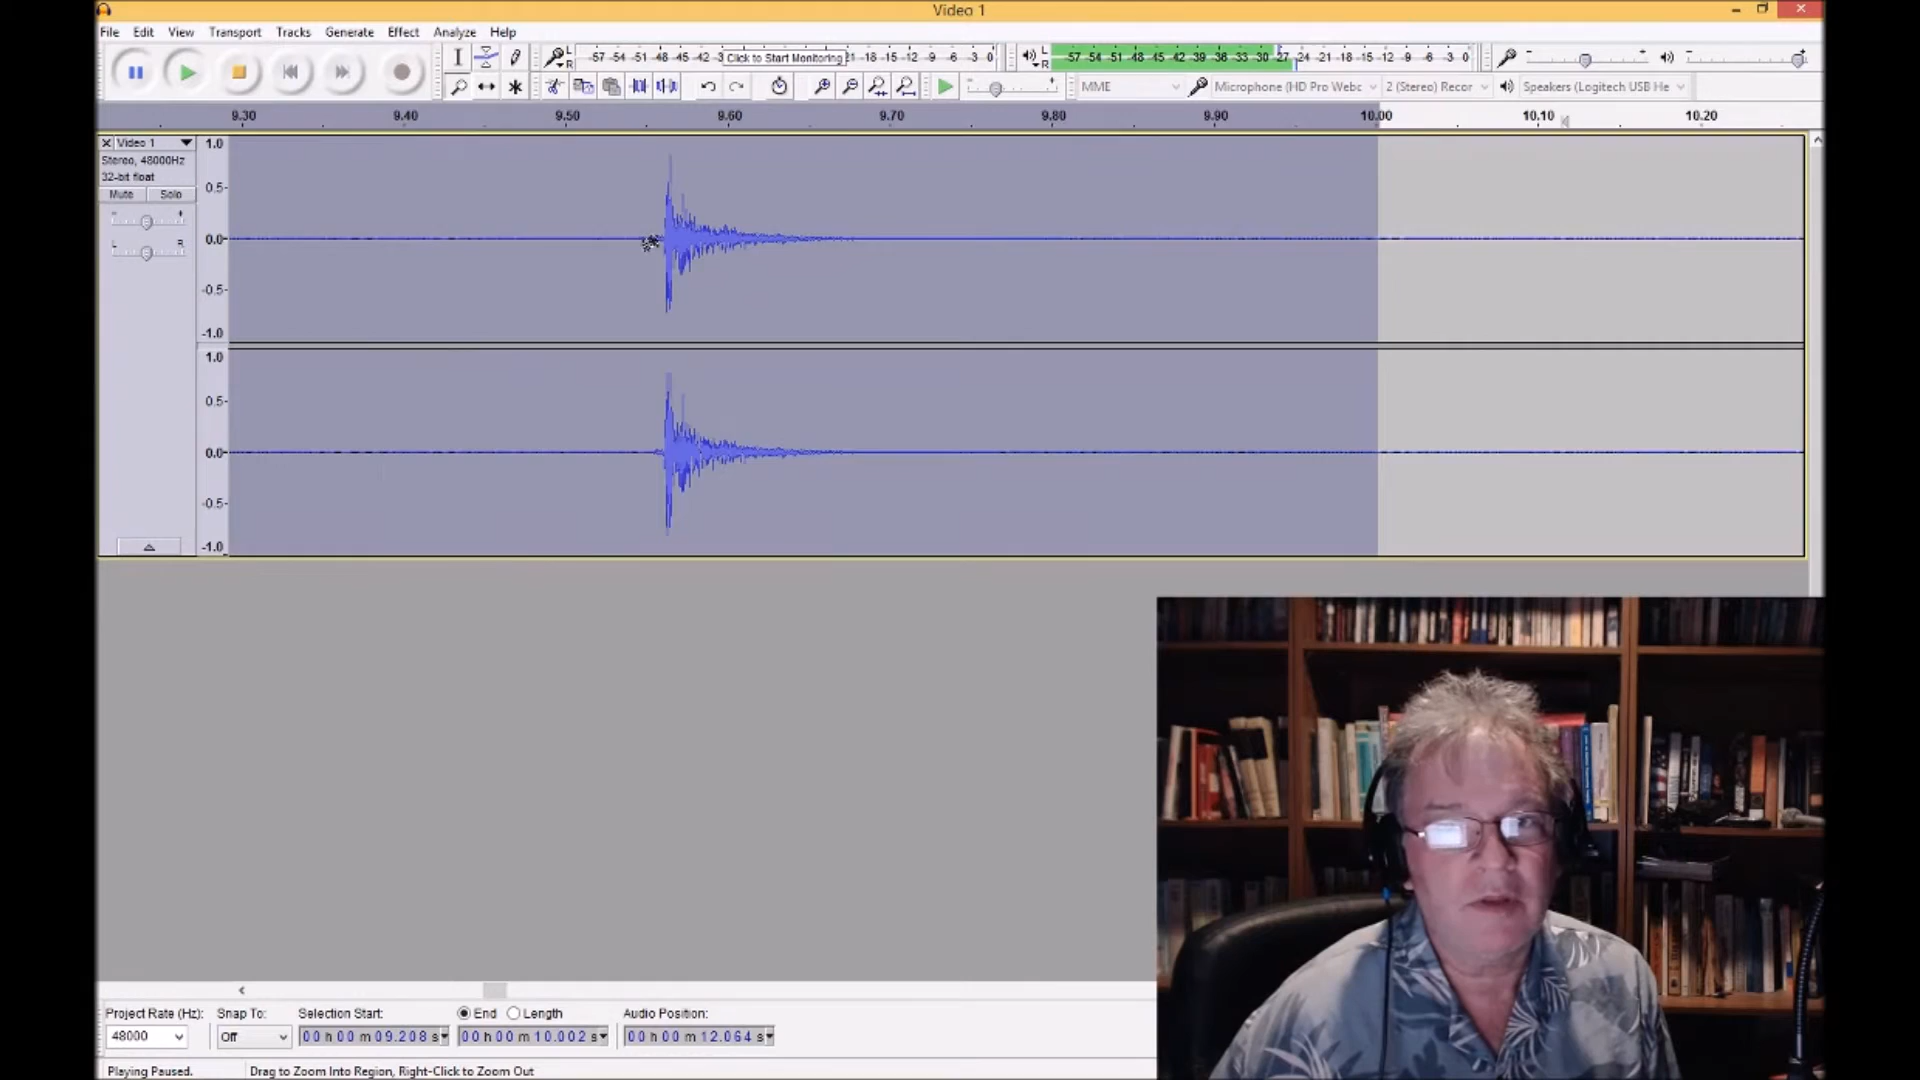 Video 1
File Edit View Transport Tracks Generate Effect Analyze Help
L R -57 -54 -51 -48 -45 -42 -3 Click to Start Monitoring 21 -18 -15 -12 -9 -6 -3 0
L R -57 -54 -51 -48 -45 -42 -39 -36 -33 -30 -27 -24 -21 -18 -15 -12 -9 -6 -3 0
MME Microphone (HD Pro Webc 2 (Stereo) Recor Speakers (Logitech USB He
9.30 9.40 9.50 9.60 9.70 9.80 9.90 10.00 10.10 10.20
Video 1
Stereo, 48000Hz
32-bit float
Mute Solo
- +
L R
1.0
0.5-
0.0-
-0.5-
-1.0
1.0
0.5-
0.0-
-0.5-
-1.0
Project Rate (Hz): Snap To: Selection Start: End Length Audio Position:
48000 Off 00 h 00 m 09.208 s 00 h 00 m 10.002 s 00 h 00 m 12.064 s
Playing Paused. Drag to Zoom Into Region, Right-Click to Zoom Out